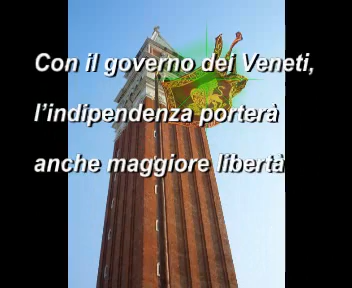 Con il governo dei Veneti,
l'indipendenza porterà
anche maggiore libertà